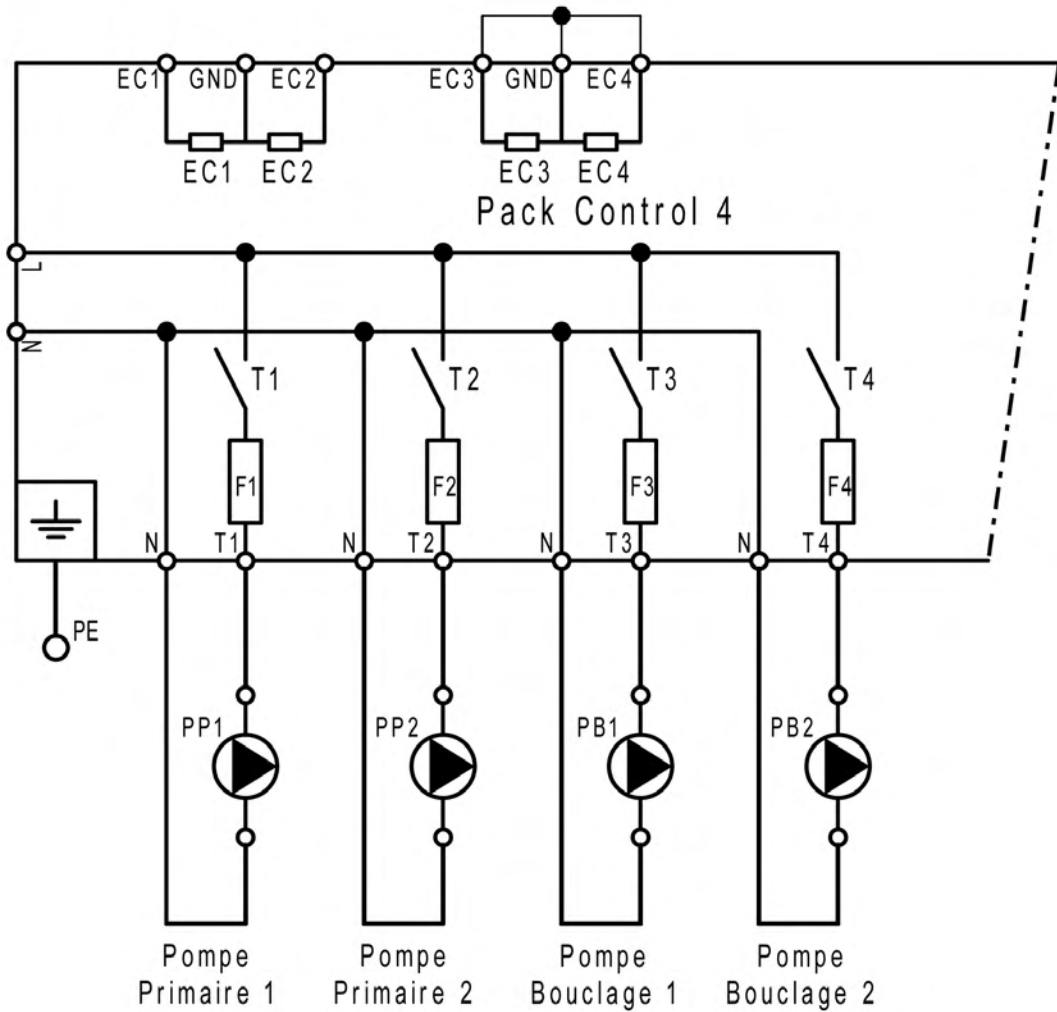 EC1 GND EC2 EC3 GND EC4
EC1 EC2 EC3 EC4
Pack Control 4
L
N
T1 T2 T3 T4
F1 F2 F3 F4
N T1 N T2 N T3 N T4
PE
PP1 PP2 PB1 PB2
Pompe Primaire 1
Pompe Primaire 2
Pompe Bouclage 1
Pompe Bouclage 2